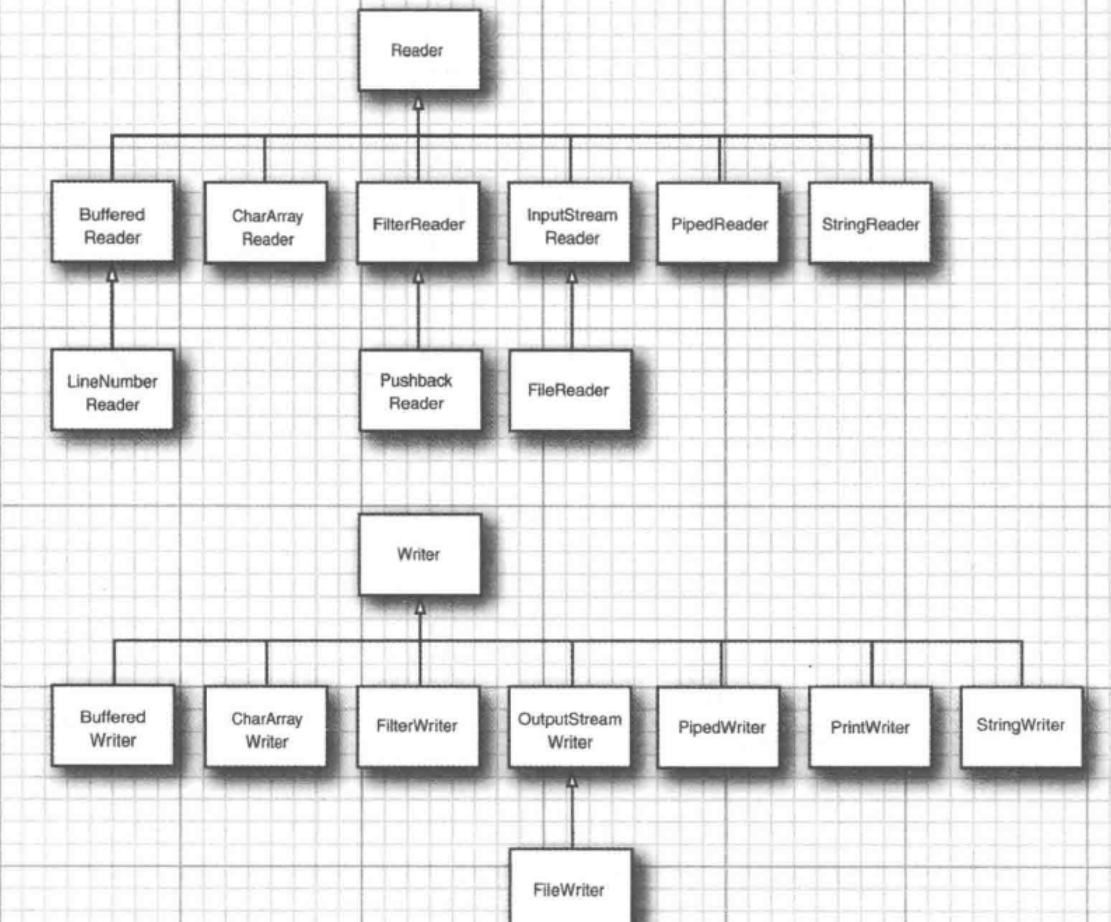 Reader
Buffered
Reader
CharArray
Reader
FilterReader
InputStream
Reader
PipedReader
StringReader
LineNumber
Reader
Pushback
Reader
FileReader
Writer
Buffered
Writer
CharArray
Writer
FilterWriter
OutputStream
Writer
PipedWriter
PrintWriter
StringWriter
FileWriter